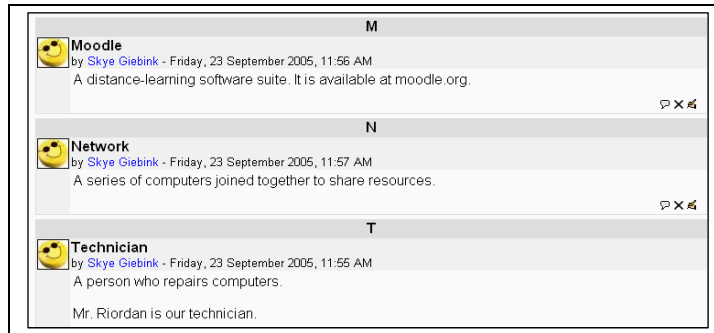 M
Moodle
by Skye Giebink - Friday, 23 September 2005, 11:56 AM
A distance-learning software suite. It is available at moodle.org.
N
Network
by Skye Giebink - Friday, 23 September 2005, 11:57 AM
A series of computers joined together to share resources.
T
Technician
by Skye Giebink - Friday, 23 September 2005, 11:55 AM
A person who repairs computers.
Mr. Riordan is our technician.